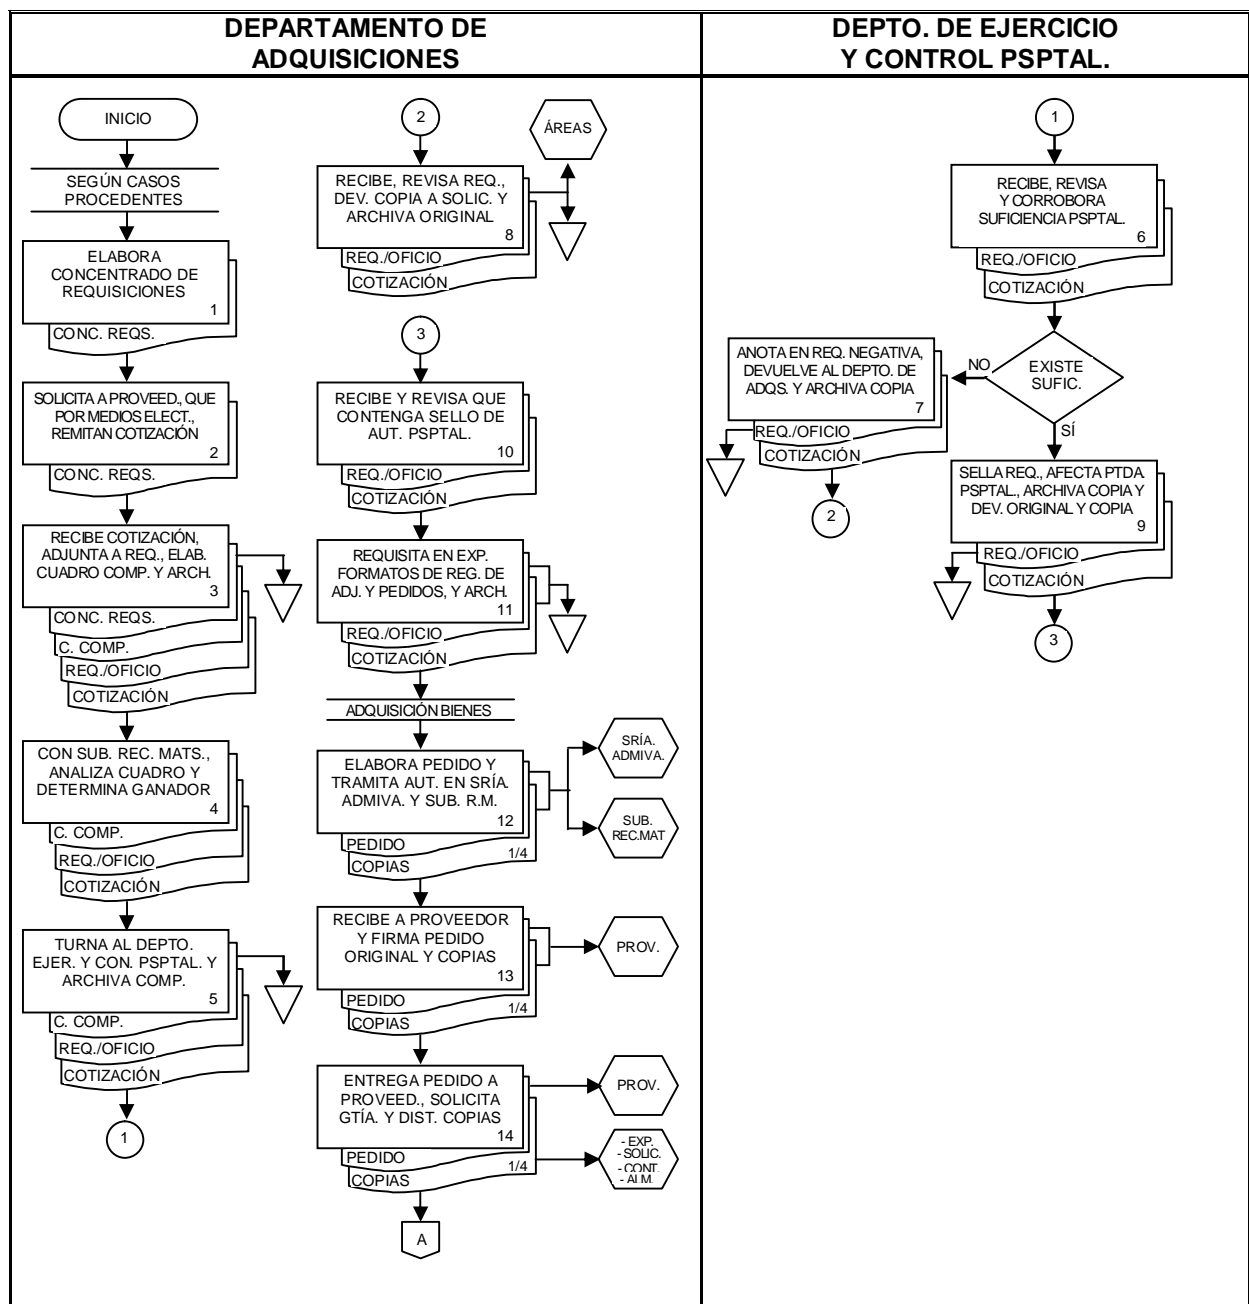 DEPARTAMENTO DE
ADQUISICIONES
INICIO
SEGÚN CASOS
PROCEDENTES
ELABORA
CONCENTRADO DE
REQUISICIONES
1
CONC. REQS.
SOLICITA A PROVEED., QUE
POR MEDIOS ELECT.,
REMITAN COTIZACIÓN
2
CONC. REQS.
RECIBE COTIZACIÓN,
ADJUNTA A REQ., ELAB.
CUADRO COMP. Y ARCH.
3
CONC. REQS.
C. COMP.
REQ./OFICIO
COTIZACIÓN
CON SUB. REC. MATS.,
ANALIZA CUADRO Y
DETERMINA GANADOR
4
C. COMP.
REQ./OFICIO
COTIZACIÓN
TURNA AL DEPTO.
EJER. Y CON. PSPTAL. Y
ARCHIVA COMP.
5
C. COMP.
REQ./OFICIO
COTIZACIÓN
1
2
ÁREAS
RECIBE, REVISA REQ.,
DEV. COPIA A SOLIC. Y
ARCHIVA ORIGINAL
8
REQ./OFICIO
COTIZACIÓN
3
RECIBE Y REVISA QUE
CONTENGA SELLO DE
AUT. PSPTAL.
10
REQ./OFICIO
COTIZACIÓN
REQUISITA EN EXP.
FORMATOS DE REG. DE
ADJ. Y PEDIDOS, Y ARCH.
11
REQ./OFICIO
COTIZACIÓN
ADQUISICIÓN BIENES
ELABORA PEDIDO Y
TRAMITA AUT. EN SRÍA.
ADMIVA. Y SUB. R.M.
12
PEDIDO
COPIAS
1/4
SRÍA.
ADMIVA.
SUB.
REC.MAT
RECIBE A PROVEEDOR
Y FIRMA PEDIDO
ORIGINAL Y COPIAS
13
PEDIDO
COPIAS
1/4
PROV.
ENTREGA PEDIDO A
PROVEED., SOLICITA
GTÍA. Y DIST. COPIAS
14
PEDIDO
COPIAS
1/4
PROV.
- EXP.
- SOLIC.
- CONT.
- ALM.
A
DEPTO. DE EJERCICIO
Y CONTROL PSPTAL.
1
RECIBE, REVISA
Y CORROBORA
SUFICIENCIA PSPTAL.
6
REQ./OFICIO
COTIZACIÓN
EXISTE
SUFIC.
NO
ANOTA EN REQ. NEGATIVA,
DEVUELVE AL DEPTO. DE
ADQS. Y ARCHIVA COPIA
7
REQ./OFICIO
COTIZACIÓN
2
SÍ
SELLA REQ., AFECTA PTDA.
PSPTAL., ARCHIVA COPIA Y
DEV. ORIGINAL Y COPIA
9
REQ./OFICIO
COTIZACIÓN
3